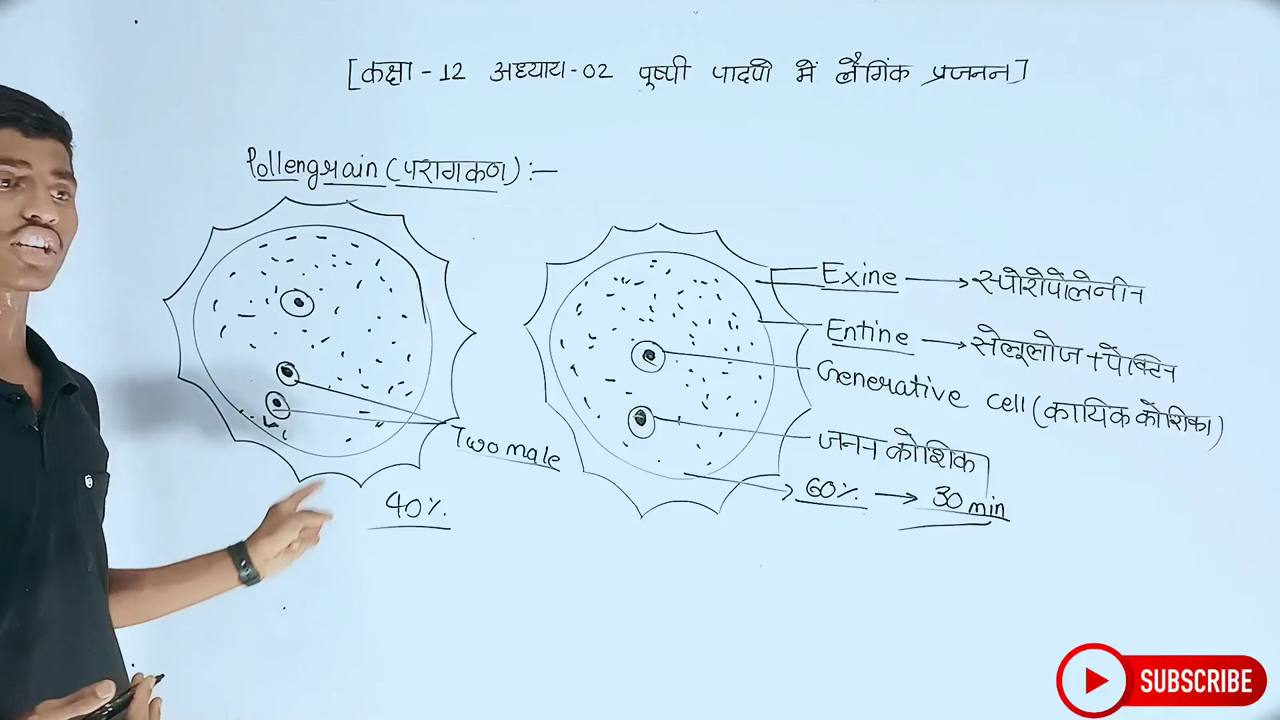 [कक्षा - 12 अध्याय - 02 पुष्पी पादपो में लैगिंक प्रजनन]
Pollengrain (परागकण) :-
Exine → स्पोरोपोलेनीन
Entine → सेलूलोज + पेक्टिन
Generative cell (कायिक कोशिका)
जनन कोशिक
Two male
60% → 30 min
40%.
SUBSCRIBE